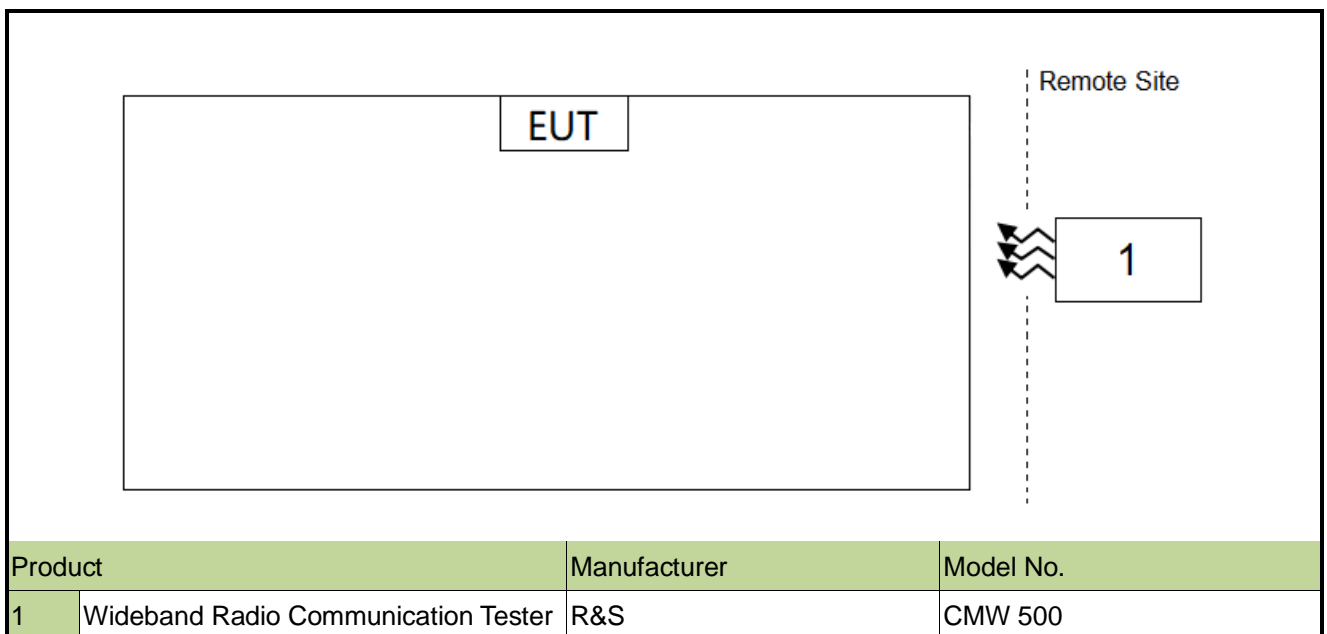 Remote Site
EUT
1
Product Manufacturer Model No.
1 Wideband Radio Communication Tester R&S CMW 500